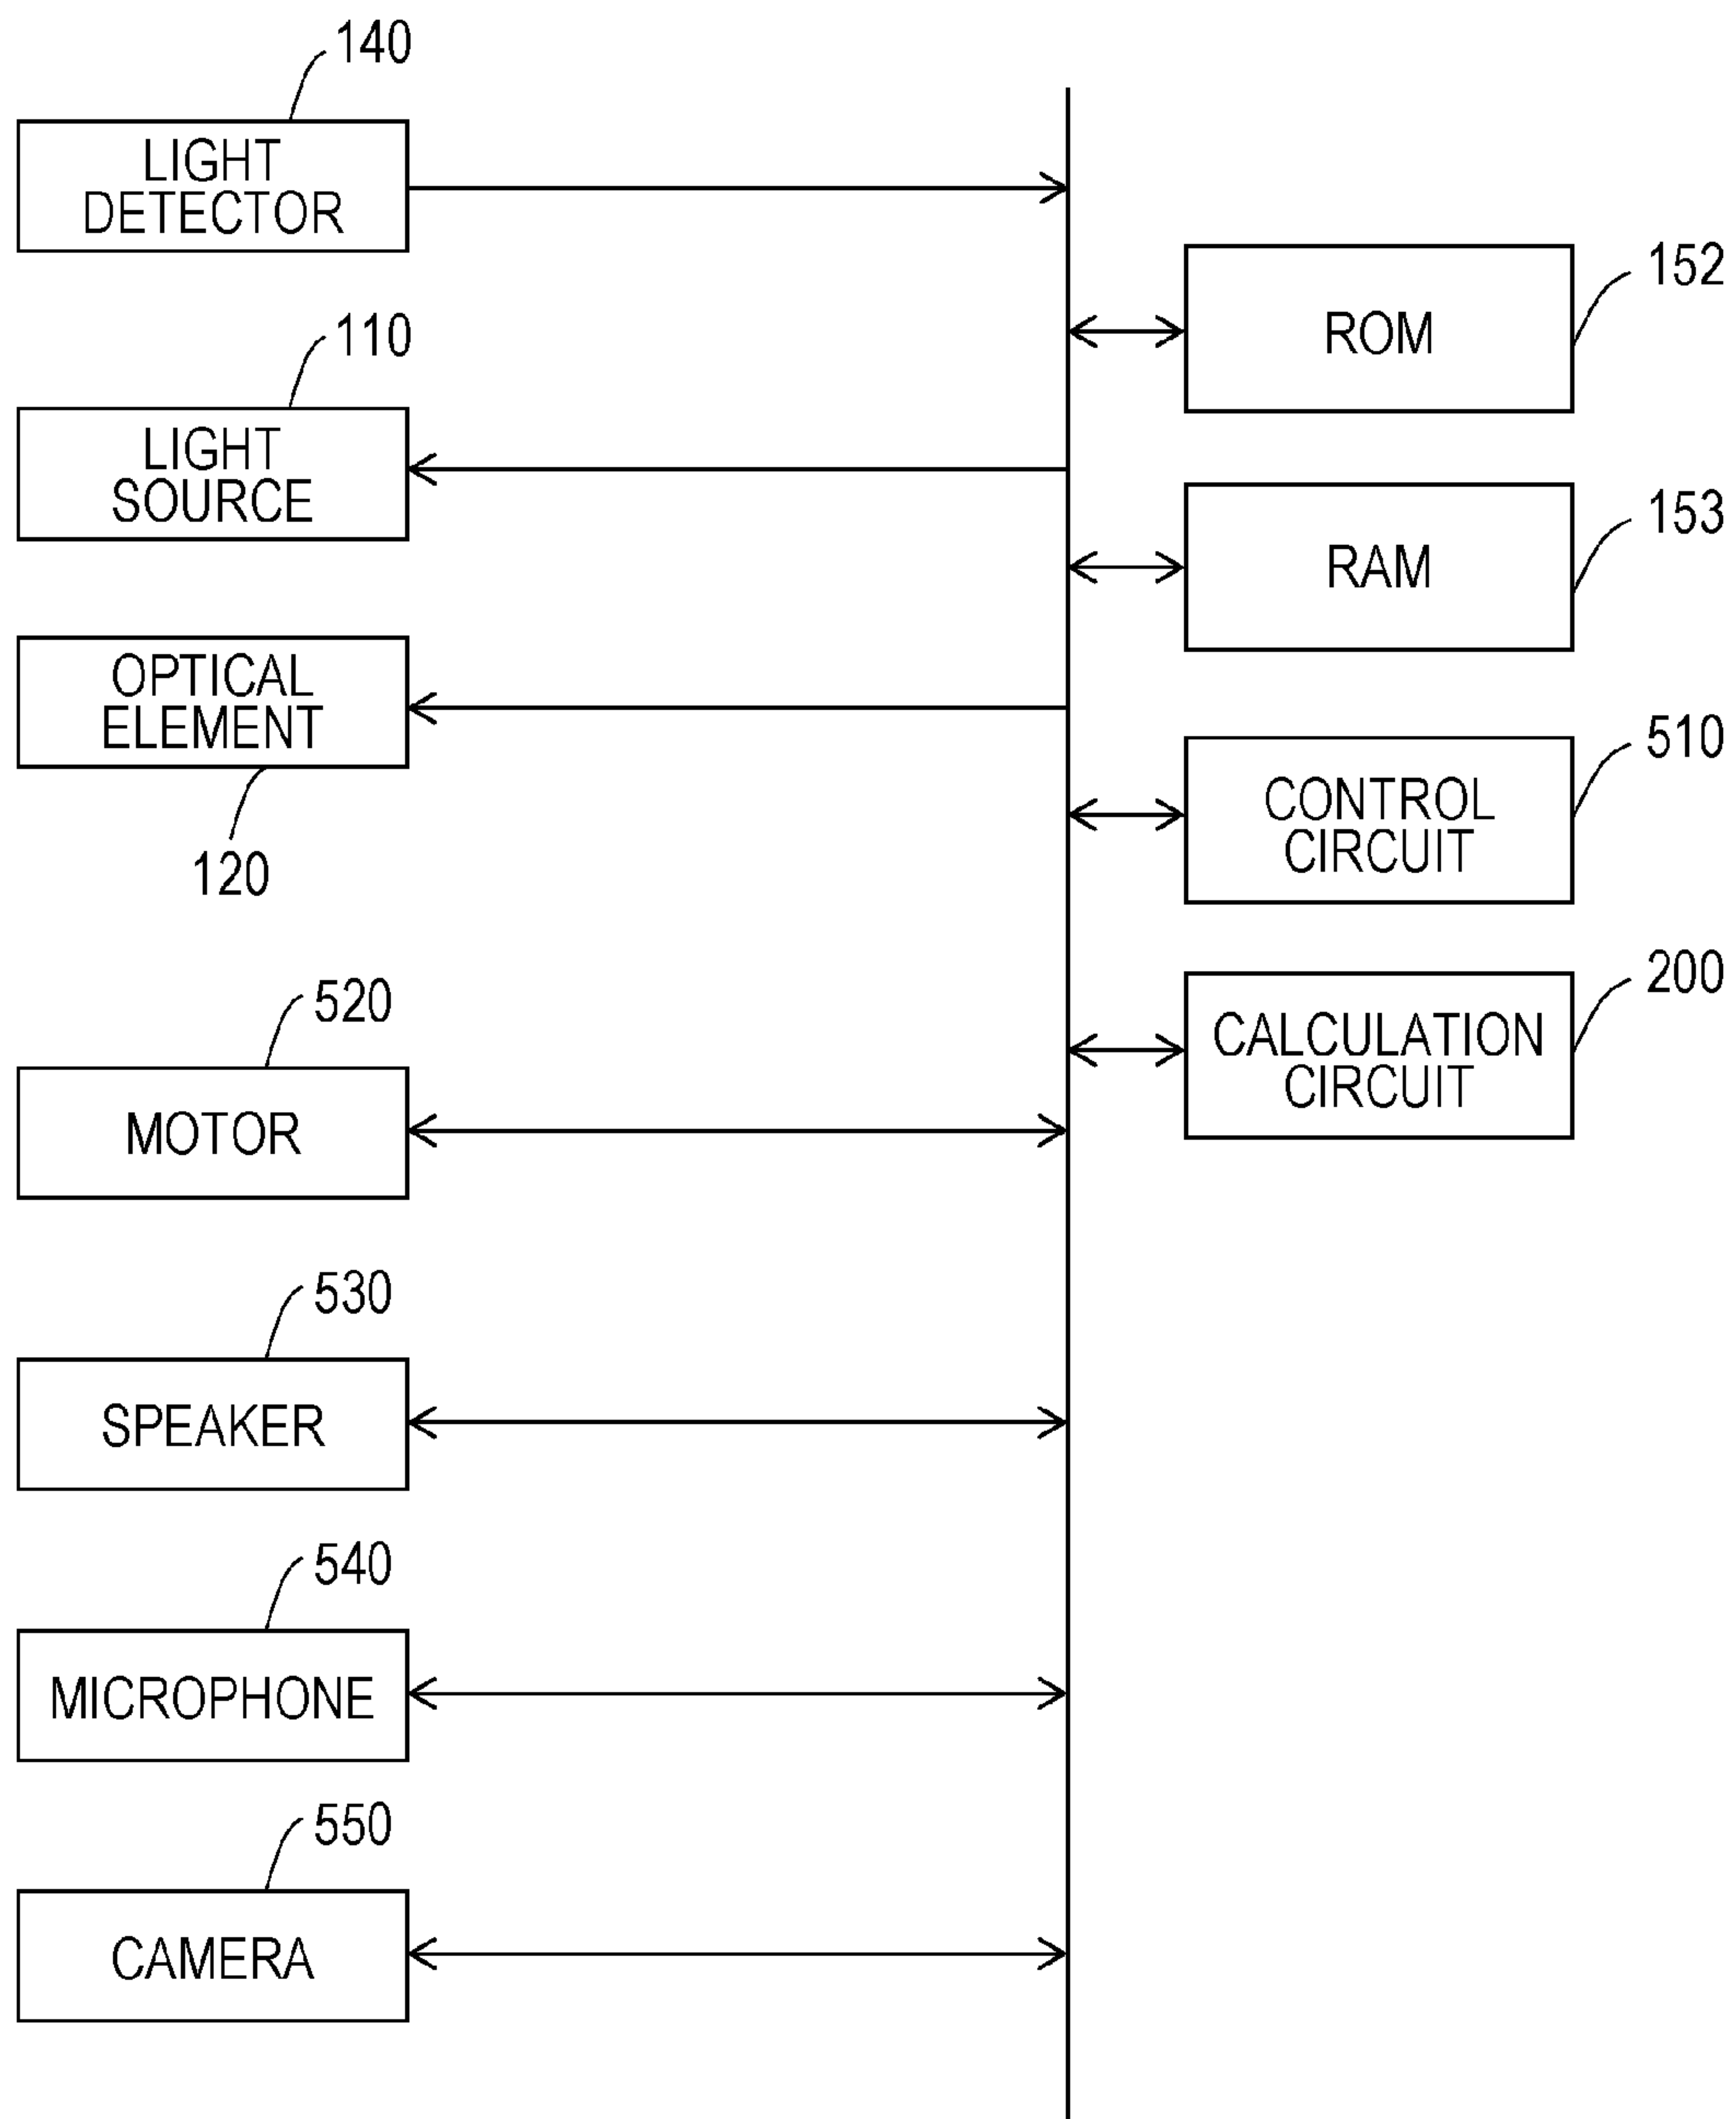 140
LIGHT
DETECTOR
152
ROM
110
LIGHT
SOURCE
153
RAM
OPTICAL
ELEMENT
120
510
CONTROL
CIRCUIT
200
CALCULATION
CIRCUIT
520
MOTOR
530
SPEAKER
540
MICROPHONE
550
CAMERA